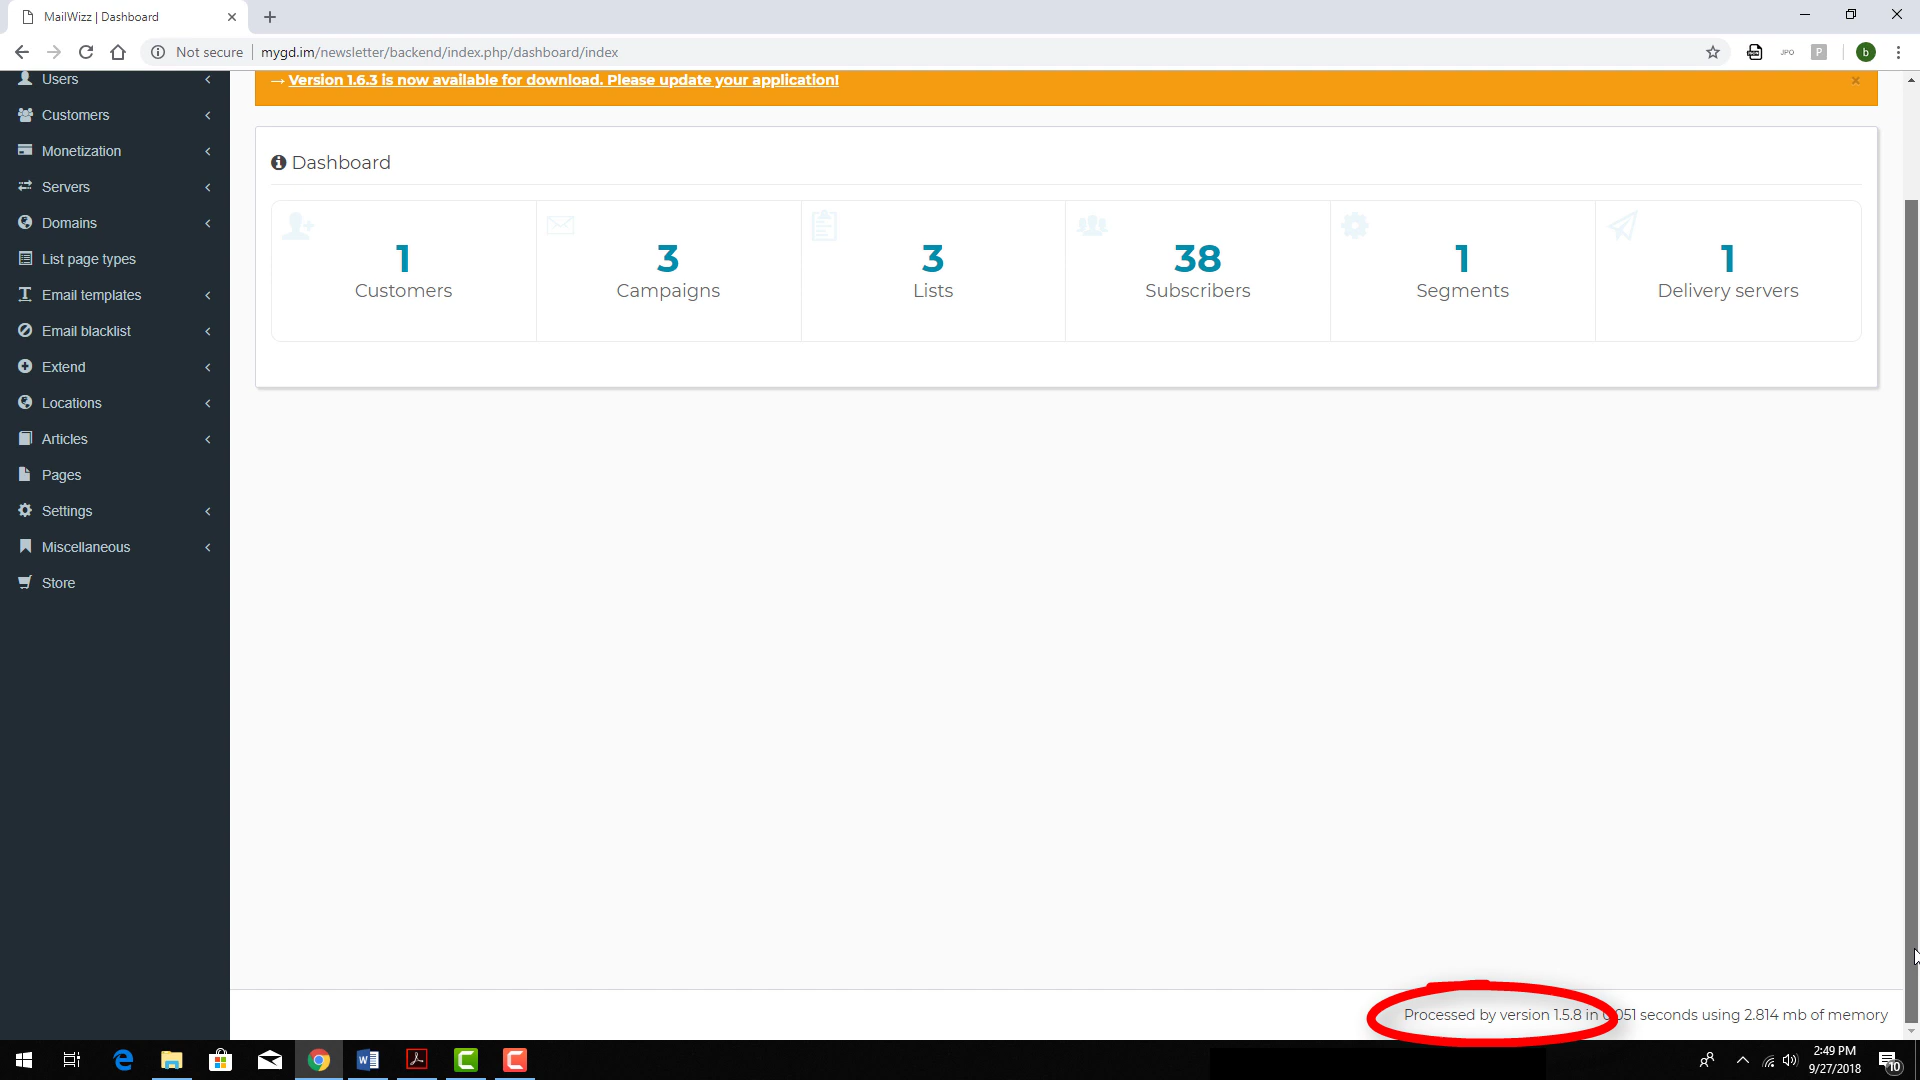 MailWizz | Dashboard
Not secure
mygd.im/newsletter/backend/index.php/dashboard/index
JPO
P
b
→ Version 1.6.3 is now available for download. Please update your application!
×
Users
Customers
Monetization
Servers
Domains
List page types
Email templates
Email blacklist
Extend
Locations
Articles
Pages
Settings
Miscellaneous
Store
Dashboard
1
Customers
3
Campaigns
3
Lists
38
Subscribers
1
Segments
1
Delivery servers
Processed by version 1.5.8 in 0.051 seconds using 2.814 mb of memory
2:49 PM
9/27/2018
10